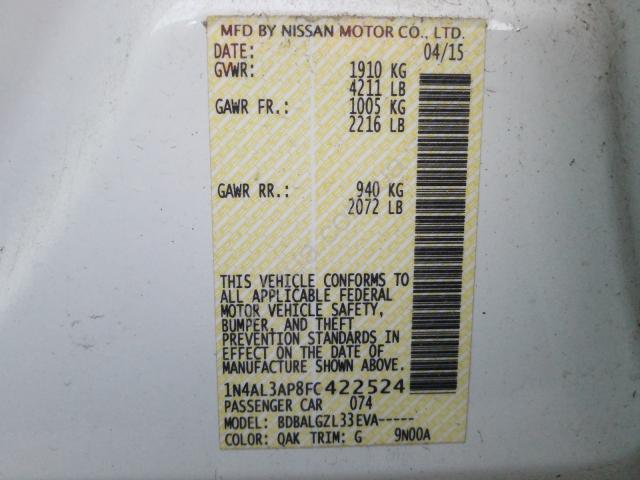 MFD BY NISSAN MOTOR CO., LTD.
DATE: 04/15
GVWR: 1910 KG
4211 LB
GAWR FR.: 1005 KG
2216 LB
GAWR RR.: 940 KG
2072 LB
THIS VEHICLE CONFORMS TO
ALL APPLICABLE FEDERAL
MOTOR VEHICLE SAFETY,
BUMPER, AND THEFT
PREVENTION STANDARDS IN
EFFECT ON THE DATE OF
MANUFACTURE SHOWN ABOVE.
1N4AL3AP8FC422524
PASSENGER CAR 074
MODEL: BDBALGZL33EVA-----
COLOR: QAK TRIM: G 9N00A